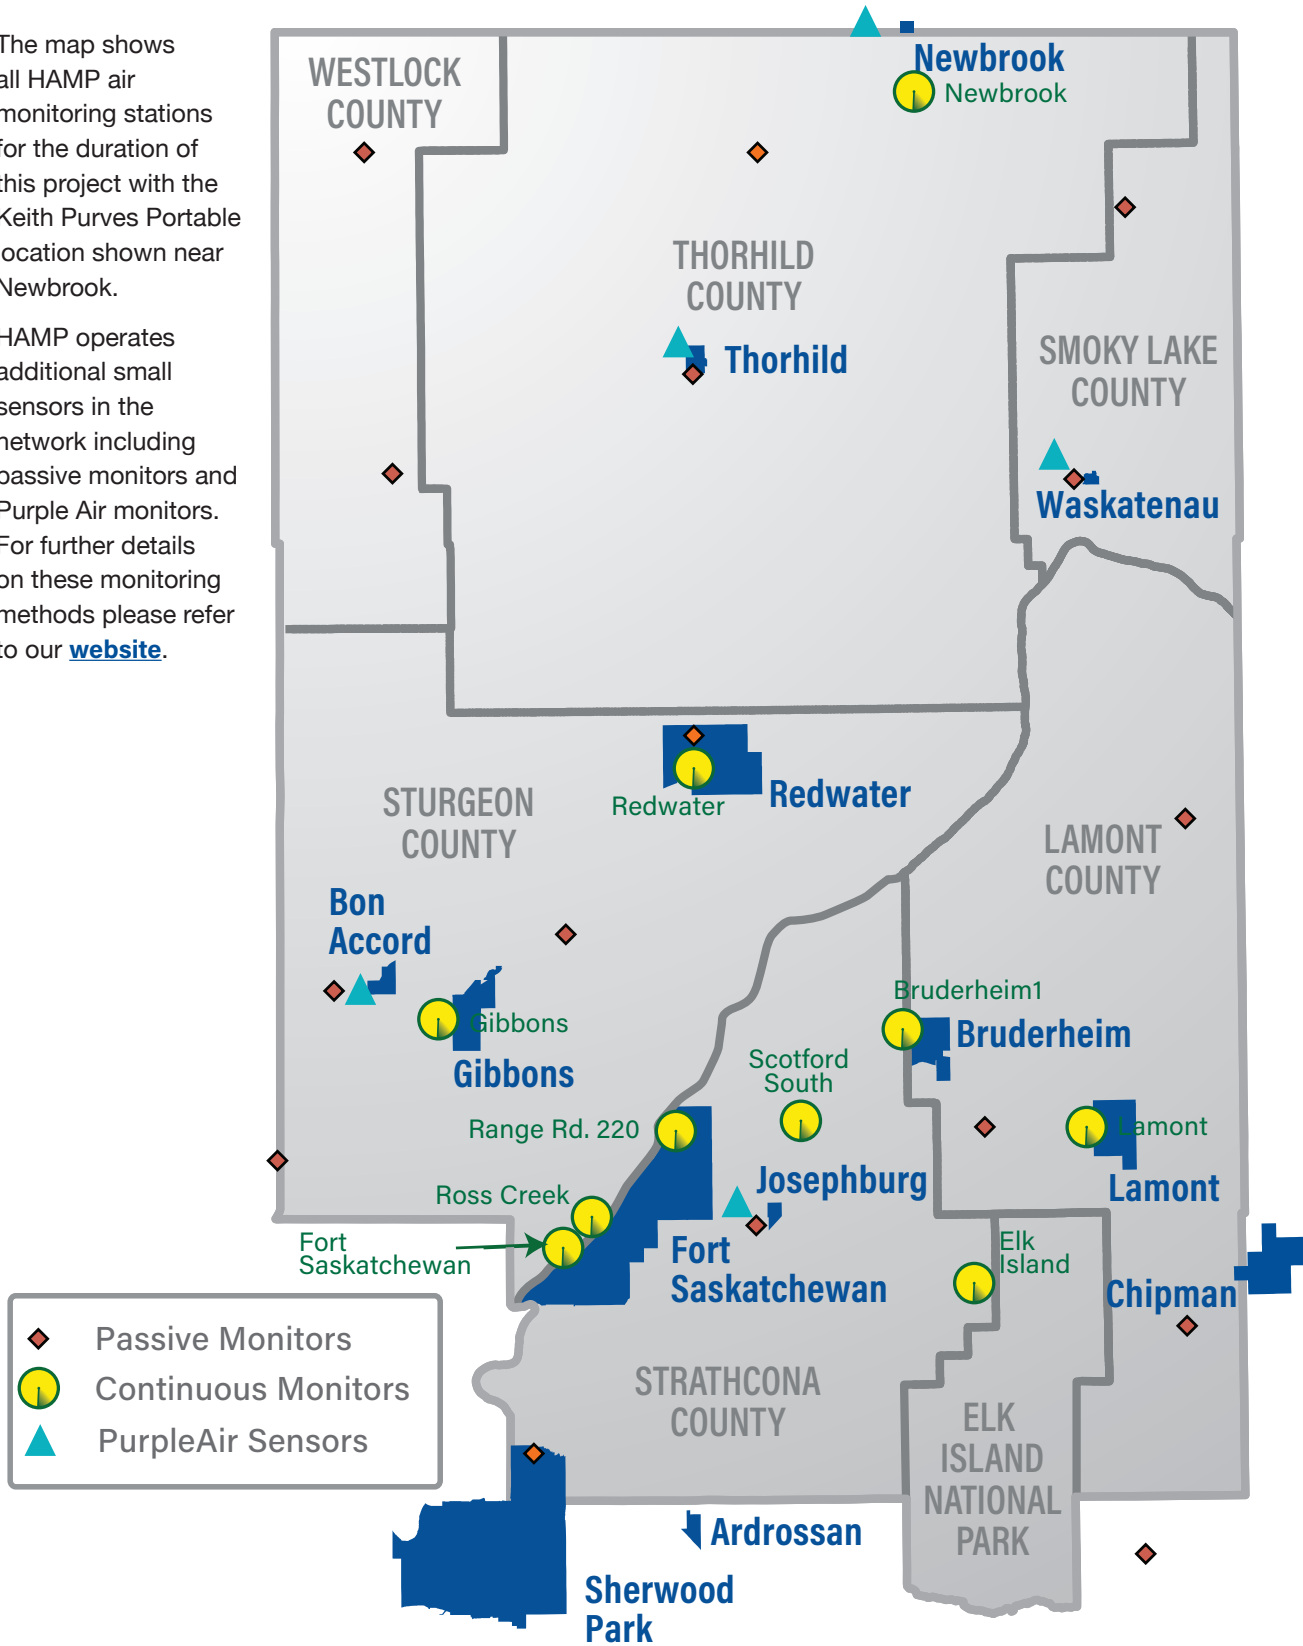 The map shows
all HAMP air
monitoring stations
for the duration of
this project with the
Keith Purves Portable
location shown near
Newbrook.
HAMP operates
additional small
sensors in the
network including
passive monitors and
Purple Air monitors.
For further details
on these monitoring
methods please refer
to our website.
WESTLOCK
COUNTY
Newbrook
Newbrook
THORHILD
COUNTY
Thorhild
SMOKY LAKE
COUNTY
Waskatenau
Redwater
Redwater
STURGEON
COUNTY
LAMONT
COUNTY
Bon
Accord
Gibbons
Gibbons
Bruderheim1
Bruderheim
Scotford
South
Range Rd. 220
Lamont
Lamont
Josephburg
Ross Creek
Fort
Saskatchewan
Fort
Saskatchewan
Elk
Island
Chipman
Passive Monitors
Continuous Monitors
PurpleAir Sensors
STRATHCONA
COUNTY
ELK
ISLAND
NATIONAL
PARK
Ardrossan
Sherwood
Park